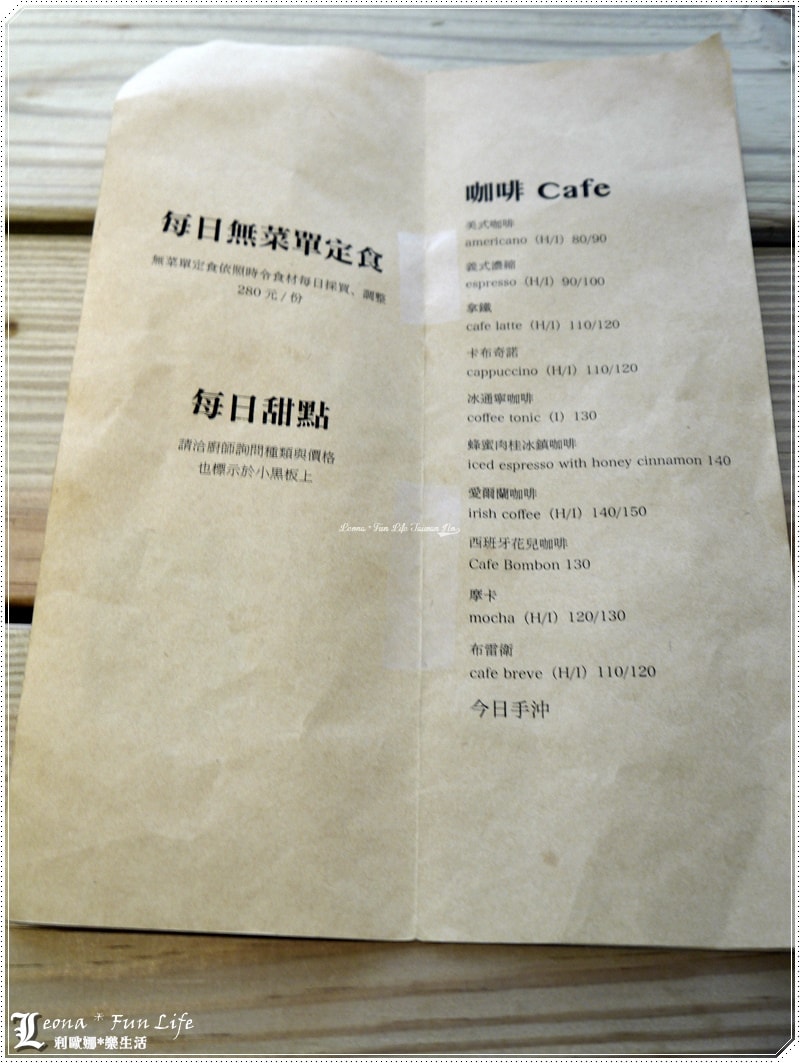 每日無菜單定食
無菜單定食依照時令食材每日採買、調整
280 元 / 份
每日甜點
請洽廚師詢問種類與價格
也標示於小黑板上
咖啡 Cafe
美式咖啡
americano（H/I）80/90
義式濃縮
espresso（H/I）90/100
拿鐵
cafe latte（H/I）110/120
卡布奇諾
cappuccino（H/I）110/120
冰通寧咖啡
coffee tonic（I）130
蜂蜜肉桂冰鎮咖啡
iced espresso with honey cinnamon 140
愛爾蘭咖啡
irish coffee（H/I）140/150
西班牙花兒咖啡
Cafe Bombon 130
摩卡
mocha（H/I）120/130
布雷衛
cafe breve（H/I）110/120
今日手沖
Leona * Fun Life
Leona * Fun Life
利歐娜*樂生活